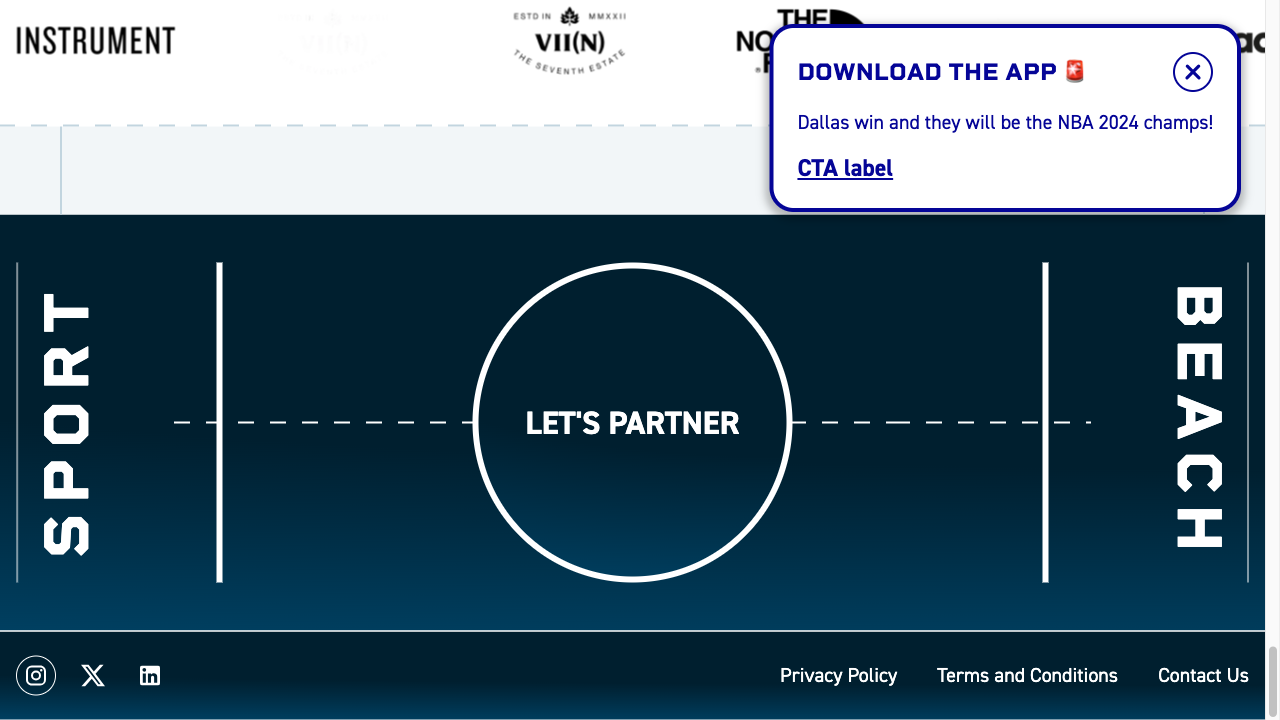 INSTRUMENT
ESTD IN MMXXII
VII(N)
THE SEVENTH ESTATE
THE
NO
DOWNLOAD THE APP 🚨
Dallas win and they will be the NBA 2024 champs!
CTA label
SPORT
LET'S PARTNER
BEACH
Privacy Policy
Terms and Conditions
Contact Us